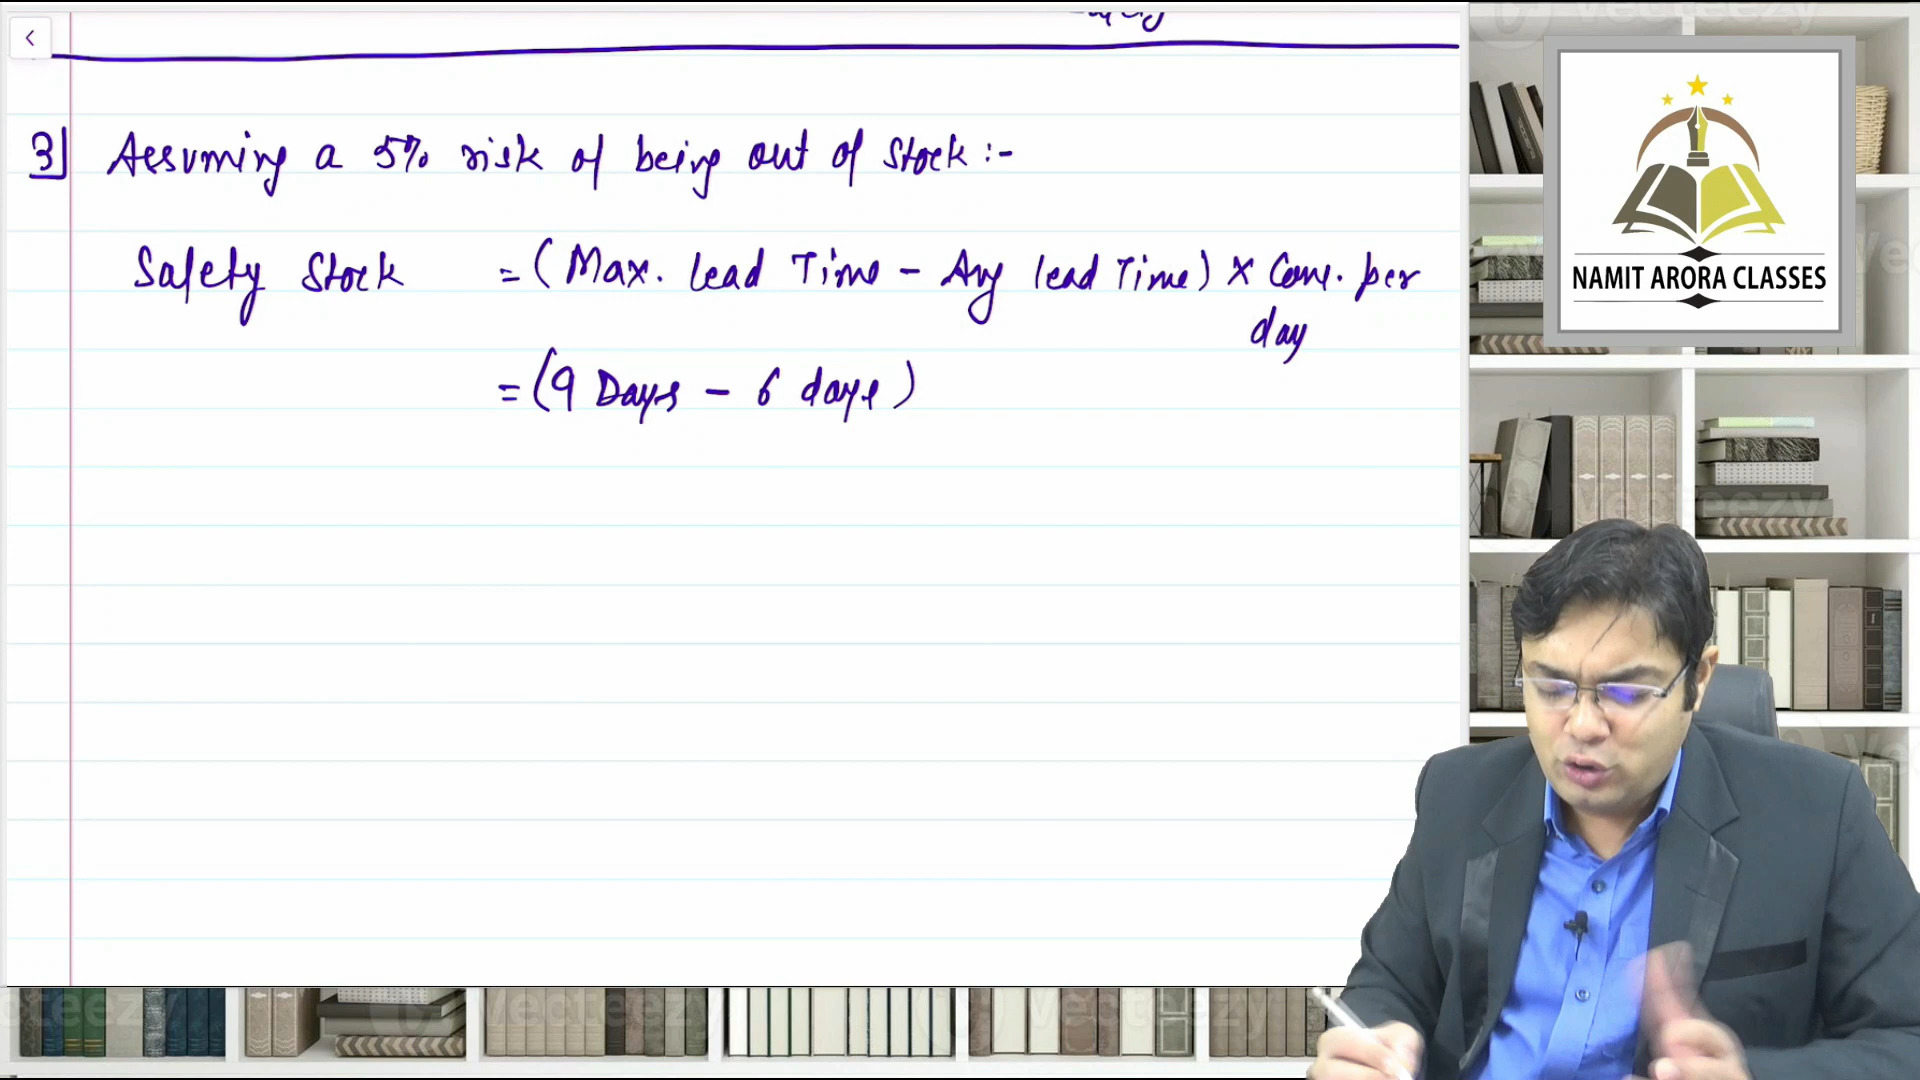 3] Assuming a 5% risk of being out of stock :-
Safety Stock = (Max. lead Time - Avg lead Time) x Con. per
day
= (9 Days - 6 days)
NAMIT ARORA CLASSES